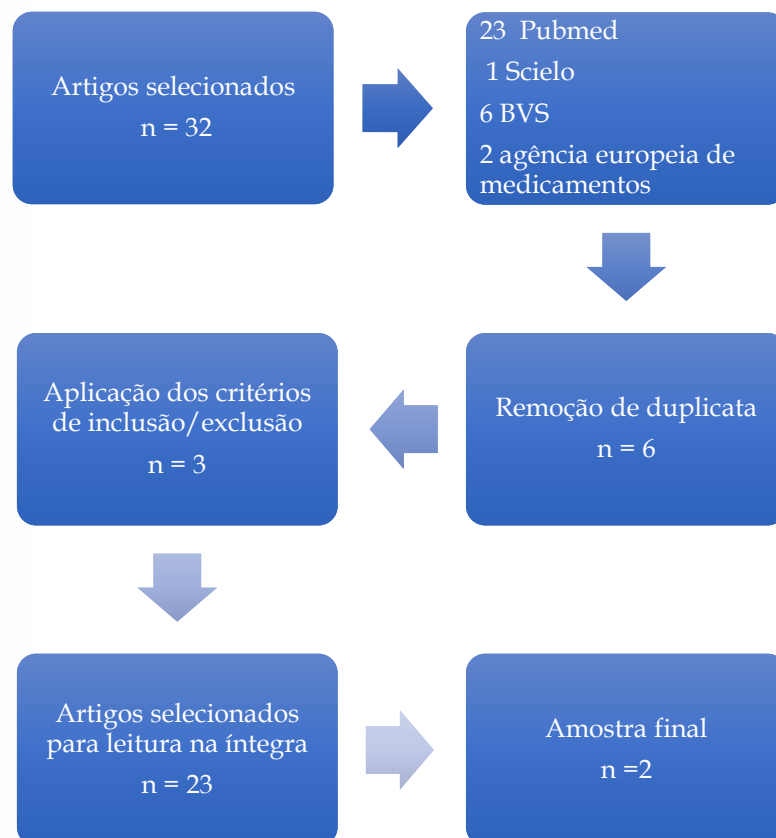 Artigos selecionados
n = 32
23 Pubmed
1 Scielo
6 BVS
2 agência europeia de
medicamentos
Remoção de duplicata
n = 6
Aplicação dos critérios
de inclusão/exclusão
n = 3
Artigos selecionados
para leitura na íntegra
n = 23
Amostra final
n =2